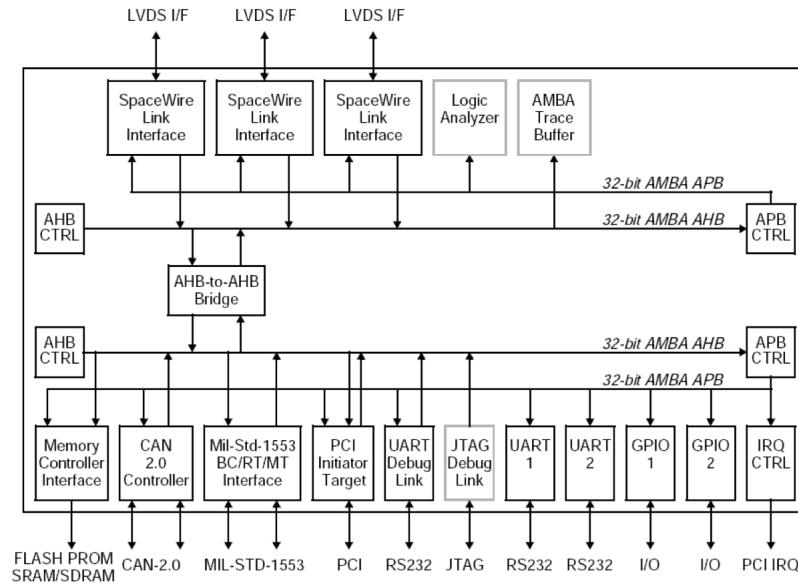 LVDS I/F LVDS I/F LVDS I/F
SpaceWire SpaceWire SpaceWire Logic AMBA
Link Link Link Analyzer Trace
Interface Interface Interface Buffer
32-bit AMBA APB
AHB 32-bit AMBA AHB APB
CTRL CTRL
AHB-to-AHB
Bridge
AHB 32-bit AMBA AHB APB
CTRL CTRL
32-bit AMBA APB
Memory CAN Mil-Std-1553 PCI UART JTAG UART UART GPIO GPIO IRQ
Controller 2.0 BC/RT/MT Initiator Debug Debug 1 2 1 2 CTRL
Interface Controller Interface Target Link Link
FLASH PROM CAN-2.0 MIL-STD-1553 PCI RS232 JTAG RS232 RS232 I/O I/O PCI IRQ
SRAM/SDRAM